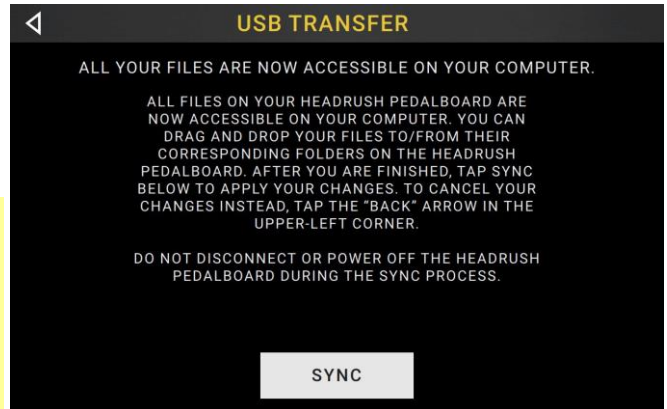 USB TRANSFER
ALL YOUR FILES ARE NOW ACCESSIBLE ON YOUR COMPUTER.
ALL FILES ON YOUR HEADRUSH PEDALBOARD ARE
NOW ACCESSIBLE ON YOUR COMPUTER. YOU CAN
DRAG AND DROP YOUR FILES TO/FROM THEIR
CORRESPONDING FOLDERS ON THE HEADRUSH
PEDALBOARD. AFTER YOU ARE FINISHED, TAP SYNC
BELOW TO APPLY YOUR CHANGES. TO CANCEL YOUR
CHANGES INSTEAD, TAP THE “BACK” ARROW IN THE
UPPER-LEFT CORNER.
DO NOT DISCONNECT OR POWER OFF THE HEADRUSH
PEDALBOARD DURING THE SYNC PROCESS.
SYNC